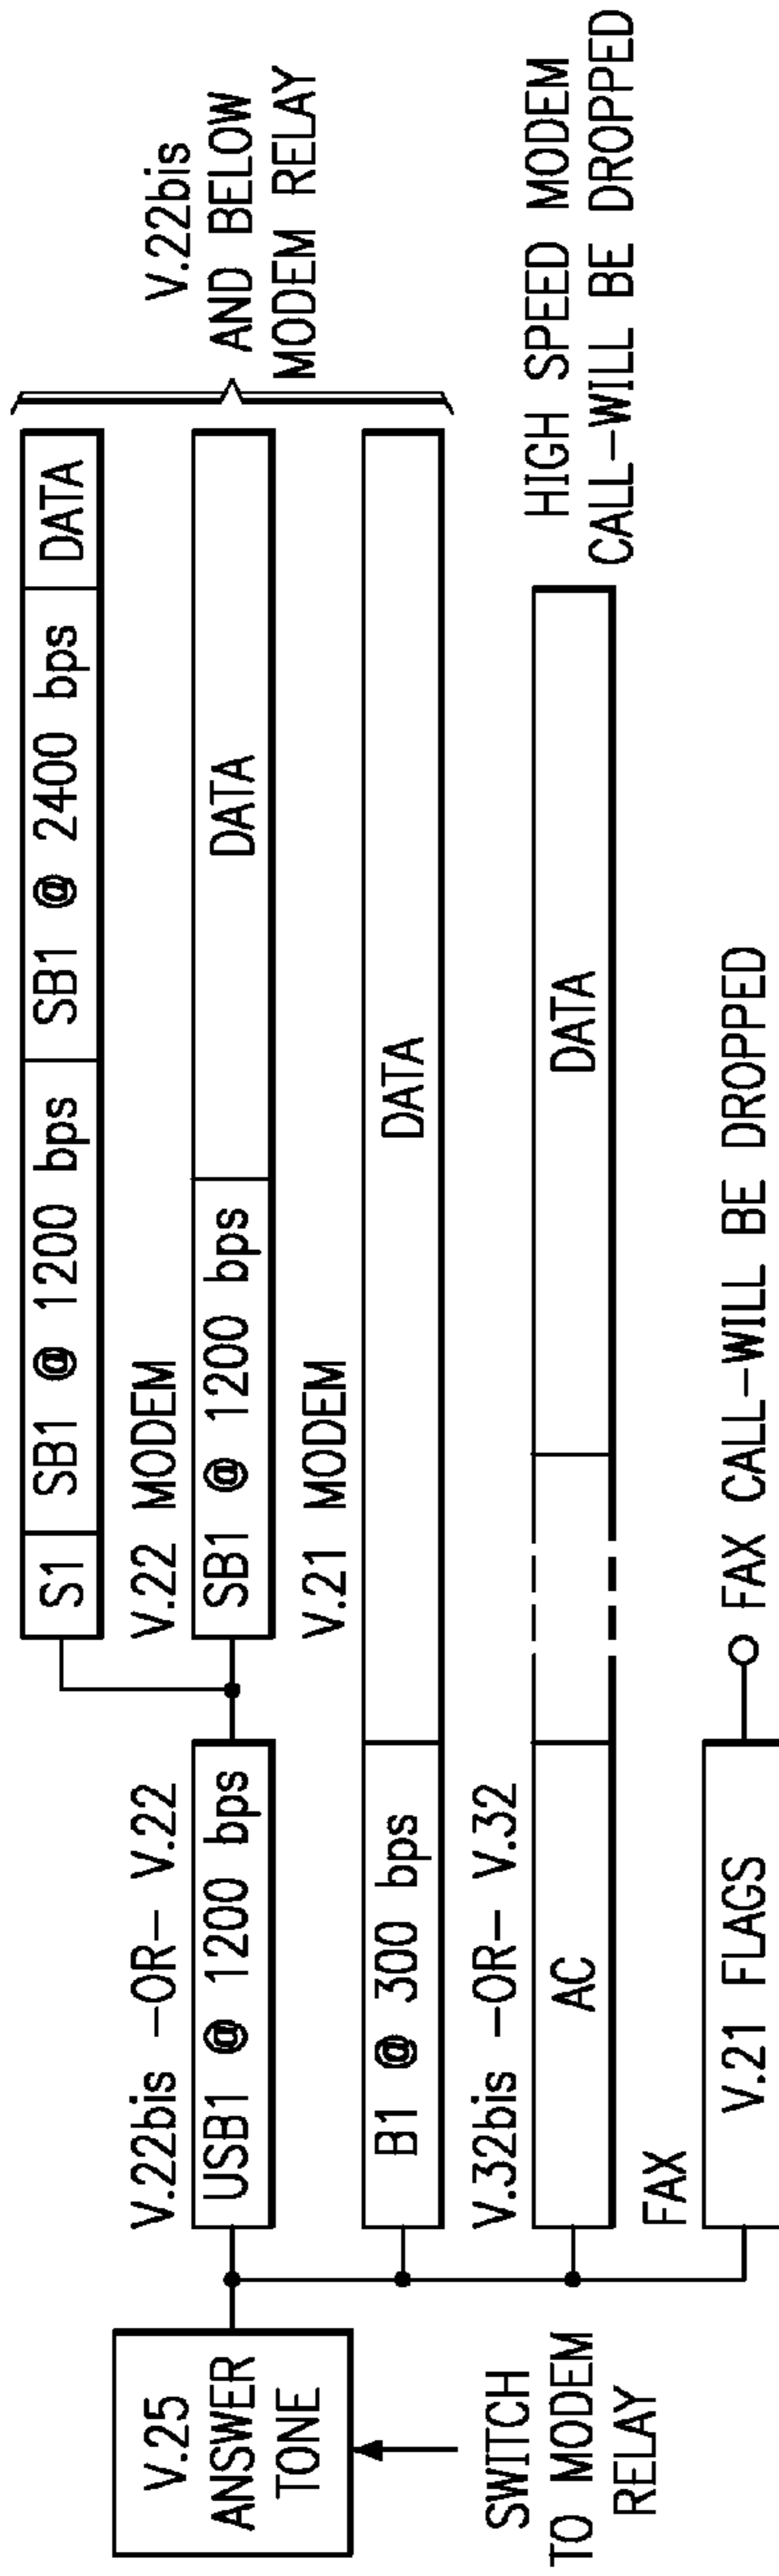 V.25
ANSWER
TONE
SWITCH
TO MODEM
RELAY
V.22bis -OR- V.22
USB1 @ 1200 bps
S1
SB1 @ 1200 bps
SB1 @ 2400 bps
DATA
V.22 MODEM
SB1 @ 1200 bps
DATA
V.21 MODEM
B1 @ 300 bps
DATA
V.22bis
AND BELOW
MODEM RELAY
V.32bis -OR- V.32
AC
DATA
HIGH SPEED MODEM
CALL-WILL BE DROPPED
FAX
V.21 FLAGS
FAX CALL-WILL BE DROPPED